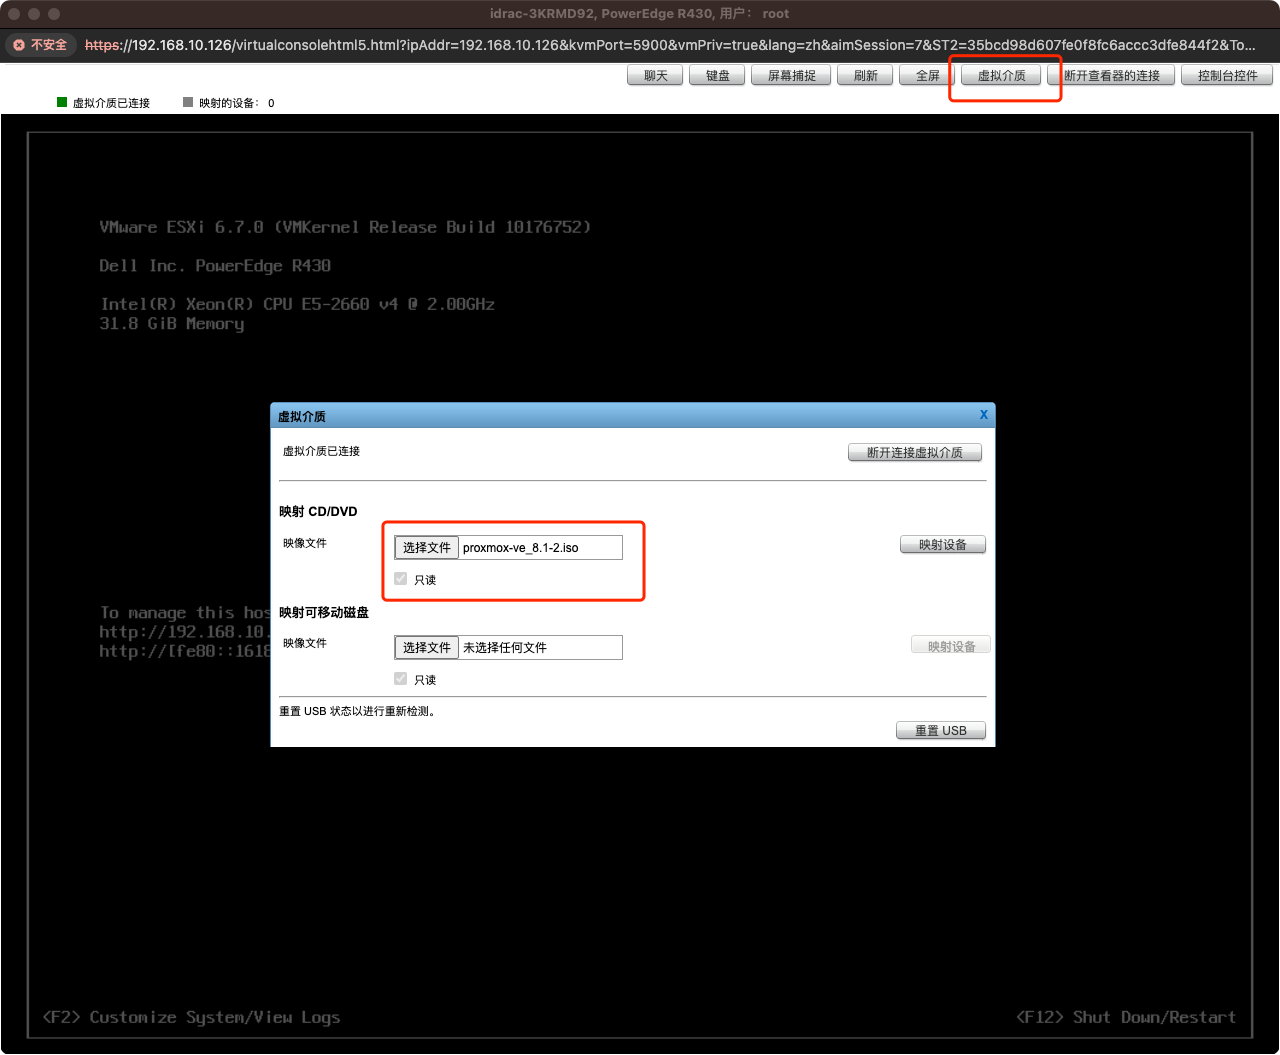 idrac-3KRMD92, PowerEdge R430, 用户： root
不安全 https://192.168.10.126/virtualconsolehtml5.html?ipAddr=192.168.10.126&kvmPort=5900&vmPriv=true&lang=zh&aimSession=7&ST2=35bcd98d607fe0f8fc6accc3dfe844f2&To...
聊天 键盘 屏幕捕捉 刷新 全屏 虚拟介质 断开查看器的连接 控制台控件
虚拟介质已连接 映射的设备： 0
VMware ESXi 6.7.0 (VMKernel Release Build 10176752)
Dell Inc. PowerEdge R430
Intel(R) Xeon(R) CPU E5-2660 v4 @ 2.00GHz
31.8 GiB Memory
虚拟介质 X
虚拟介质已连接 断开连接虚拟介质
映射 CD/DVD
映像文件 选择文件 proxmox-ve_8.1-2.iso 映射设备
只读
To manage this hos
映射可移动磁盘
http://192.168.10.
映像文件 选择文件 未选择任何文件 映射设备
http://[fe80::1618
只读
重置 USB 状态以进行重新检测。
重置 USB
<F2> Customize System/View Logs <F12> Shut Down/Restart